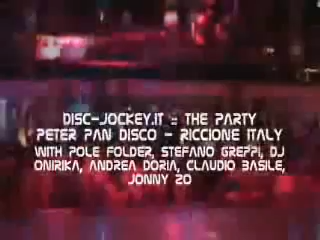 DISC-JOCKEY.IT :: THE PARTY
PETER PAN DISCO - RICCIONE ITALY
WITH POLE FOLDER, STEFANO GREPPI, DJ
ONIRIKA, ANDREA DORIA, CLAUDIO BASILE,
JONNY ZO